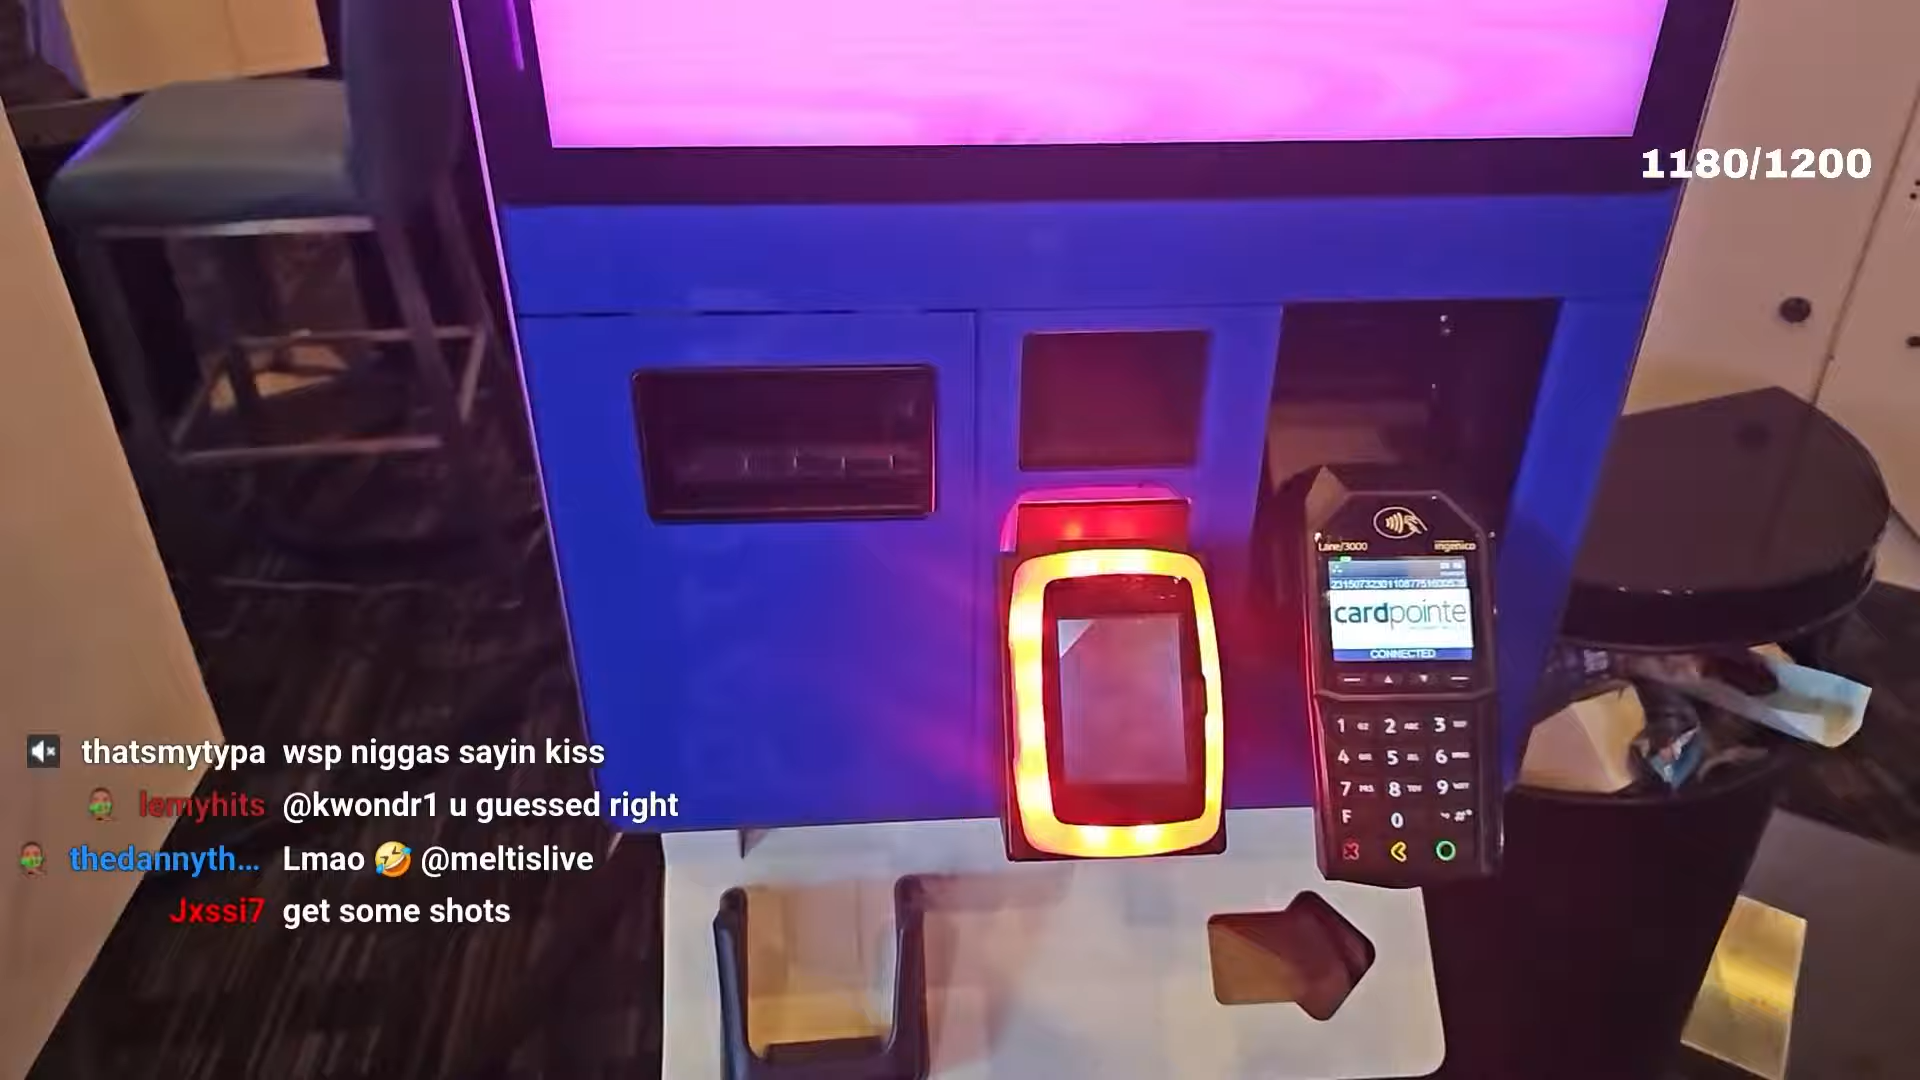 1180/1200
Lane/3000
ingenico
cardpointe
CONNECTED
1 2 ABC 3
4 5 6
7 8 9
F 0
thatsmytypa wsp niggas sayin kiss
lemyhits @kwondr1 u guessed right
thedannyth... Lmao 🤣 @meltislive
Jxssi7 get some shots